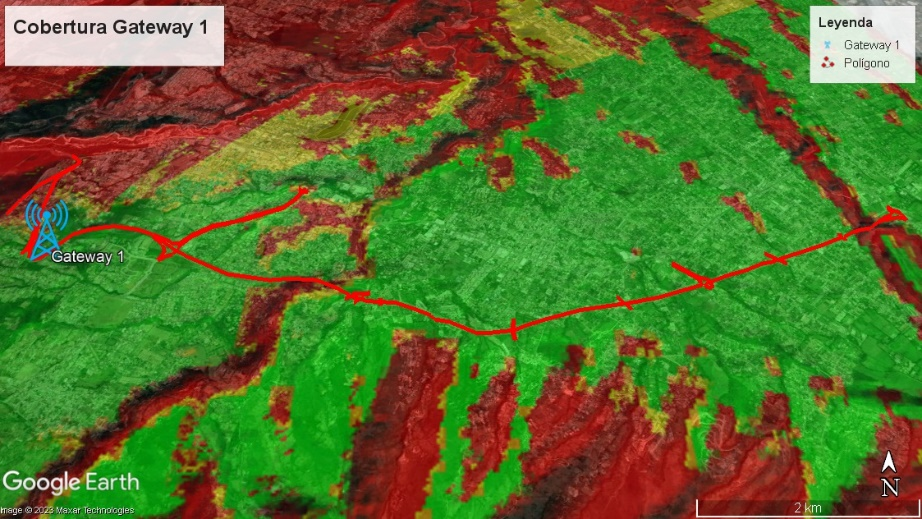 Cobertura Gateway 1
Leyenda
Gateway 1
Polígono
Gateway 1
Google Earth
Image © 2023 Maxar Technologies
N
2 km